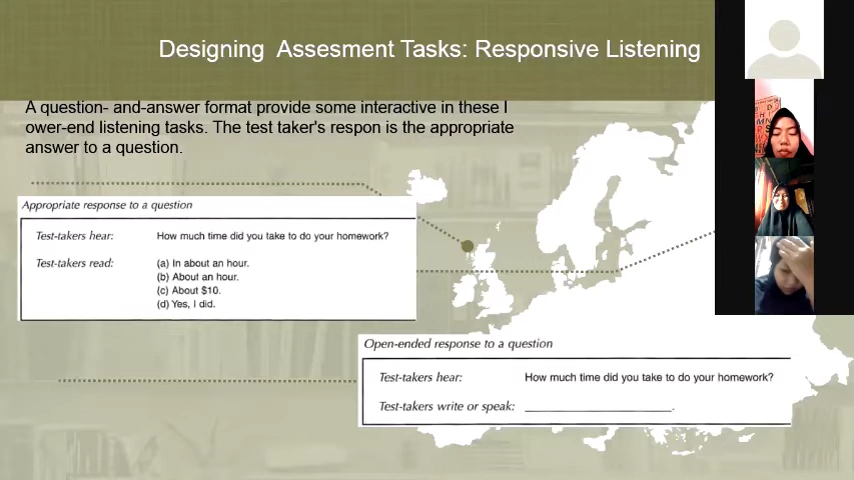 Designing Assesment Tasks: Responsive Listening
A question- and-answer format provide some interactive in these l
ower-end listening tasks. The test taker's respon is the appropriate
answer to a question.
Appropriate response to a question
Test-takers hear: How much time did you take to do your homework?
Test-takers read: (a) In about an hour.
(b) About an hour.
(c) About $10.
(d) Yes, I did.
Open-ended response to a question
Test-takers hear: How much time did you take to do your homework?
Test-takers write or speak: ____________________.